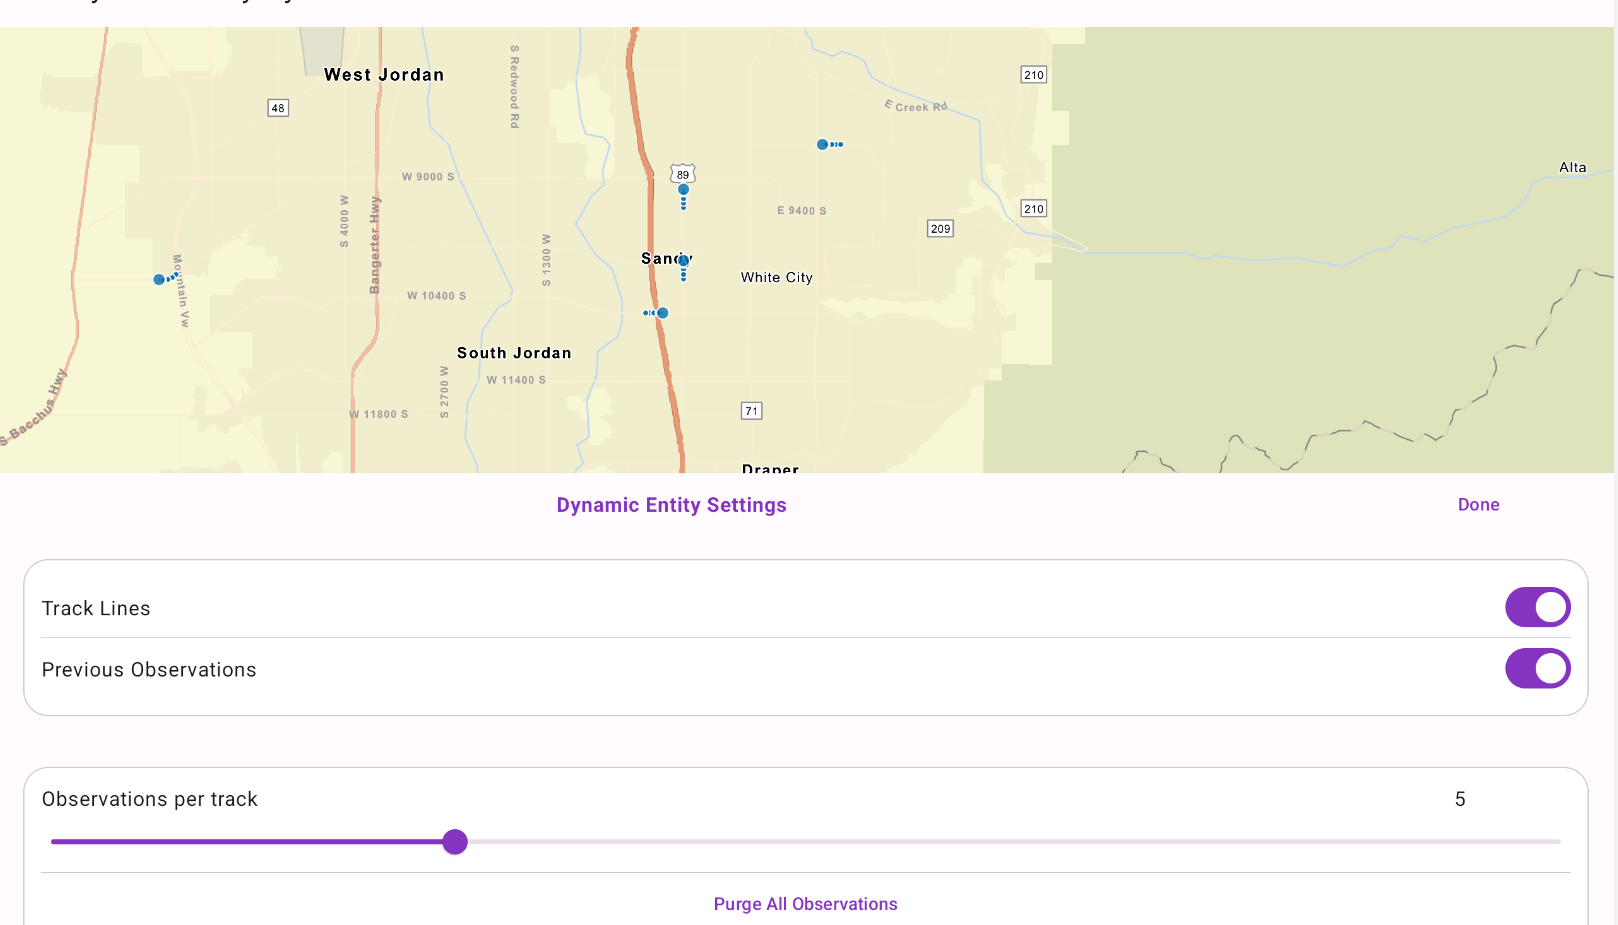 West Jordan
S Redwood Rd
210
48
E Creek Rd
89
W 9000 S
Alta
S 4000 W
Bangerter Hwy
E 9400 S
210
209
S 1300 W
Sandy
White City
Mountain Vw
W 10400 S
South Jordan
S 2700 W
W 11400 S
S Bacchus Hwy
W 11800 S
71
Draper
Dynamic Entity Settings
Done
Track Lines
Previous Observations
Observations per track
5
Purge All Observations